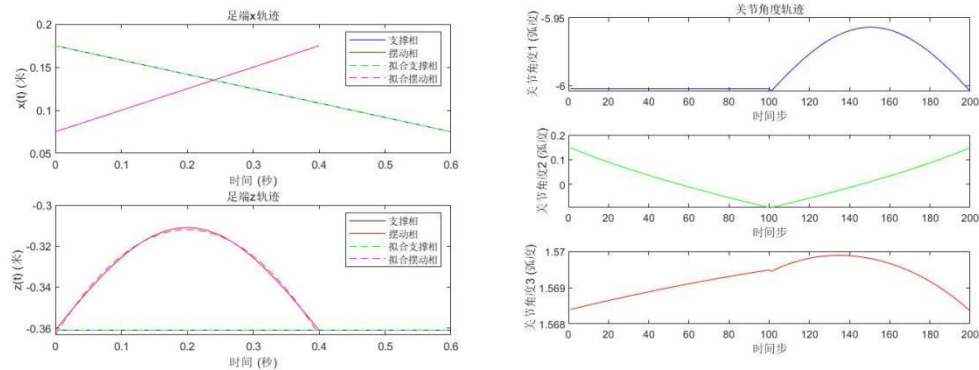 足端x轨迹
0.2
0.15
0.1
0.05
x(t) (米)
支撑相
摆动相
拟合支撑相
拟合摆动相
0 0.1 0.2 0.3 0.4 0.5 0.6
时间 (秒)
足端z轨迹
-0.3
-0.32
-0.34
-0.36
z(t) (米)
支撑相
摆动相
拟合支撑相
拟合摆动相
0 0.1 0.2 0.3 0.4 0.5 0.6
时间 (秒)
关节角度轨迹
-5.95
-6
关节角度1 (弧度)
0 20 40 60 80 100 120 140 160 180 200
时间步
0.2
0.1
0
关节角度2 (弧度)
0 20 40 60 80 100 120 140 160 180 200
时间步
1.57
1.569
1.568
关节角度3 (弧度)
0 20 40 60 80 100 120 140 160 180 200
时间步